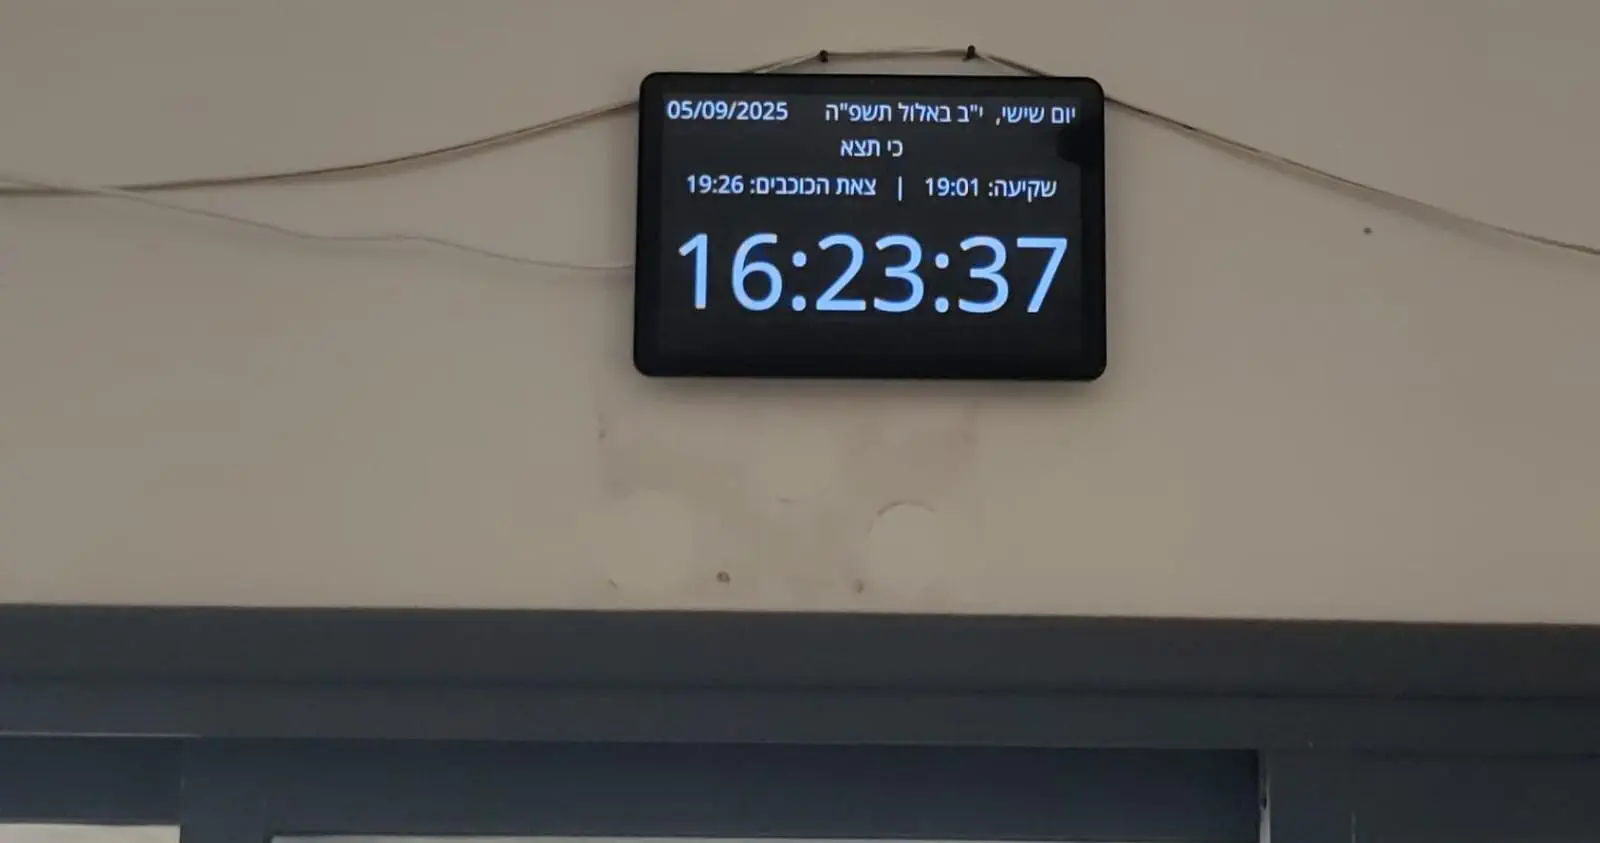 יום שישי, י"ב באלול תשפ"ה 05/09/2025
כי תצא
שקיעה: 19:01 | צאת הכוכבים: 19:26
16:23:37